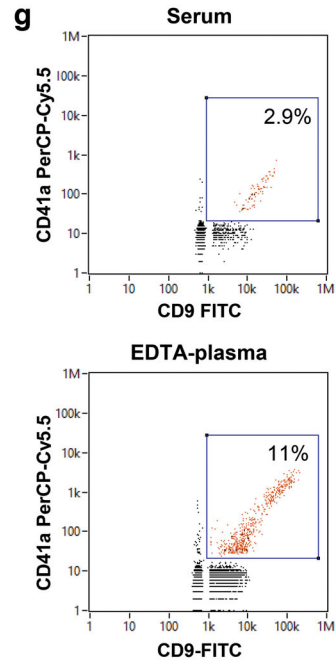 g
Serum
1M
100k
10k
1k
100
10
1
2.9%
CD41a PerCP-Cy5.5
1 10 100 1k 10k 100k 1M
CD9 FITC
EDTA-plasma
1M
100k
10k
1k
100
10
1
11%
CD41a PerCP-Cv5.5
1 10 100 1k 10k 100k 1M
CD9-FITC